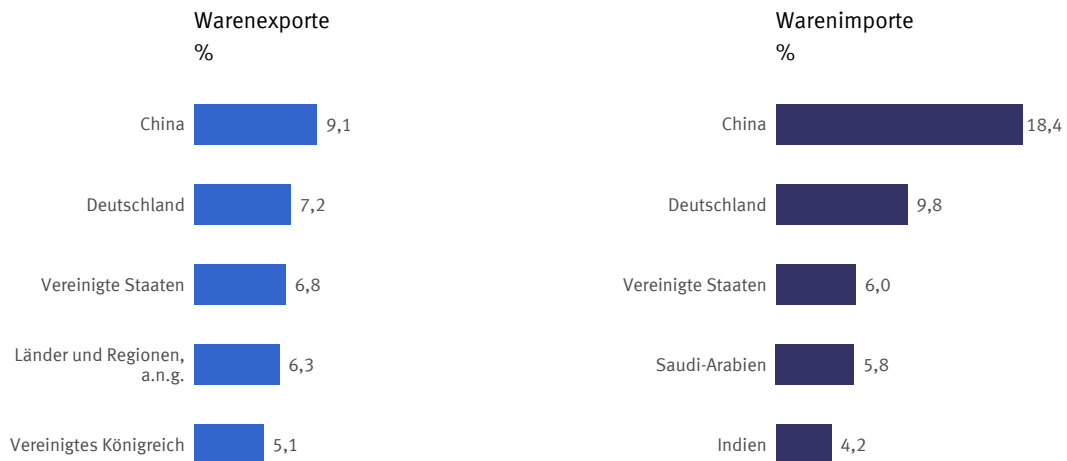 Warenexporte
%
China 9,1
Deutschland 7,2
Vereinigte Staaten 6,8
Länder und Regionen,
a.n.g. 6,3
Vereinigtes Königreich 5,1
Warenimporte
%
China 18,4
Deutschland 9,8
Vereinigte Staaten 6,0
Saudi-Arabien 5,8
Indien 4,2